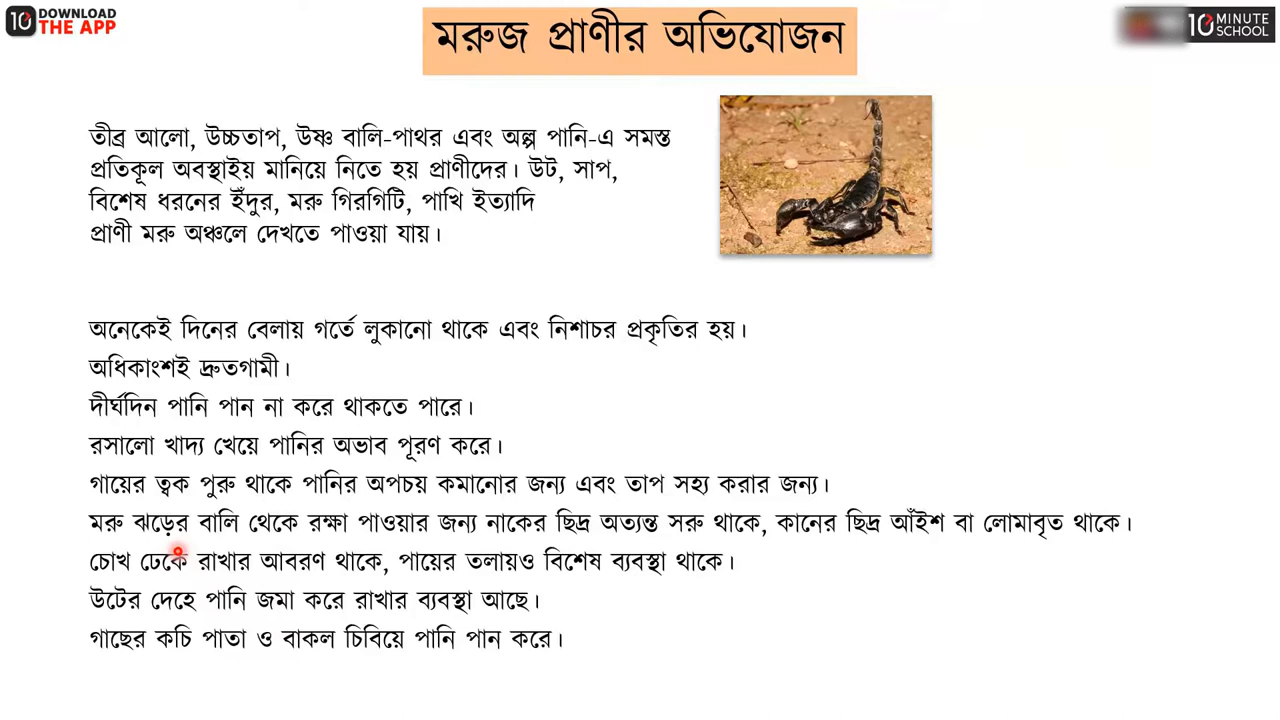 10 DOWNLOAD
THE APP
মরুজ প্রাণীর অভিযোজন
10 MINUTE
SCHOOL
তীব্র আলো, উচ্চতাপ, উষ্ণ বালি-পাথর এবং অল্প পানি-এ সমস্ত
প্রতিকূল অবস্থাইয় মানিয়ে নিতে হয় প্রাণীদের। উট, সাপ,
বিশেষ ধরনের ইঁদুর, মরু গিরগিটি, পাখি ইত্যাদি
প্রাণী মরু অঞ্চলে দেখতে পাওয়া যায়।
অনেকেই দিনের বেলায় গর্তে লুকানো থাকে এবং নিশাচর প্রকৃতির হয়।
অধিকাংশই দ্রুতগামী।
দীর্ঘদিন পানি পান না করে থাকতে পারে।
রসালো খাদ্য খেয়ে পানির অভাব পূরণ করে।
গায়ের ত্বক পুরু থাকে পানির অপচয় কমানোর জন্য এবং তাপ সহ্য করার জন্য।
মরু ঝড়ের বালি থেকে রক্ষা পাওয়ার জন্য নাকের ছিদ্র অত্যন্ত সরু থাকে, কানের ছিদ্র আঁইশ বা লোমাবৃত থাকে।
চোখ ঢেকে রাখার আবরণ থাকে, পায়ের তলায়ও বিশেষ ব্যবস্থা থাকে।
উটের দেহে পানি জমা করে রাখার ব্যবস্থা আছে।
গাছের কচি পাতা ও বাকল চিবিয়ে পানি পান করে।